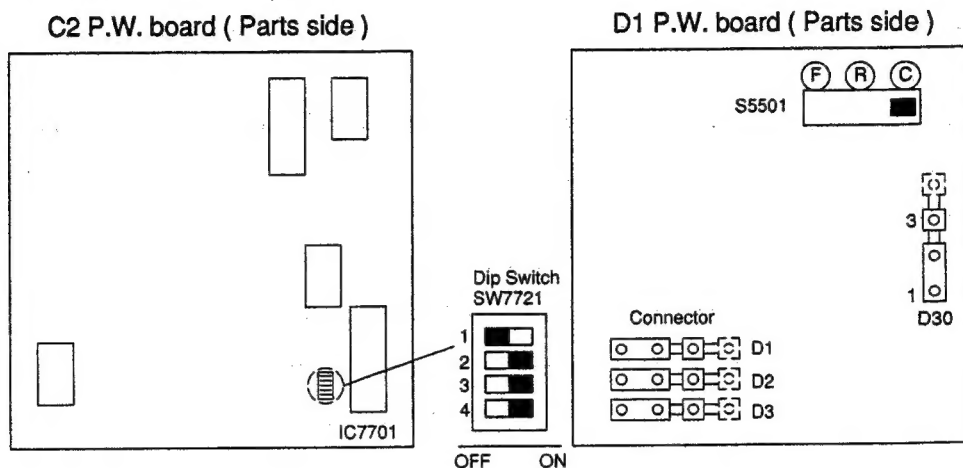 C2 P.W. board ( Parts side )
D1 P.W. board ( Parts side )
F R C
S5501
3
1
D30
Dip Switch
SW7721
1
2
3
4
OFF ON
IC7701
Connector
D1
D2
D3